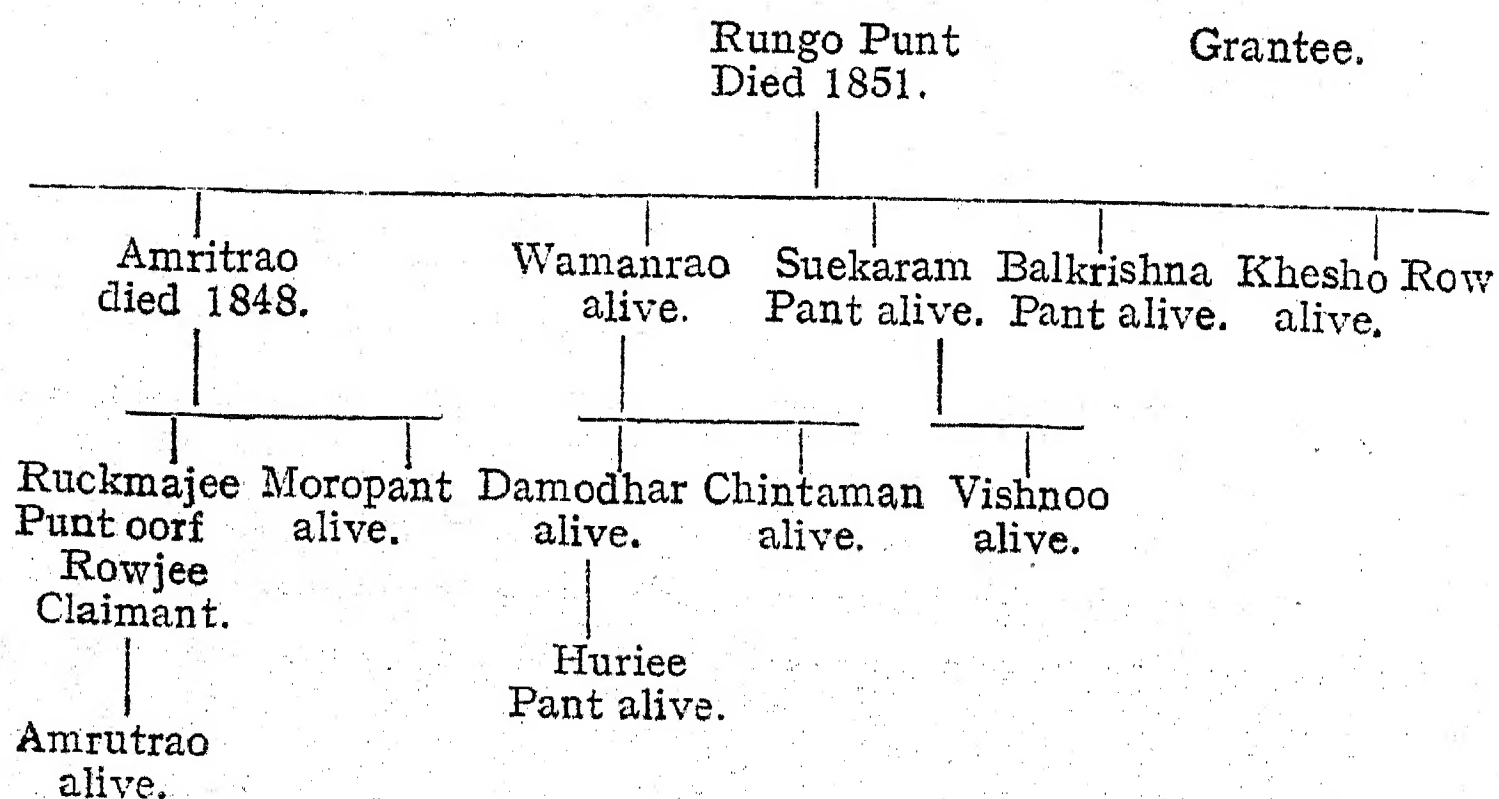 Rungo Punt
Died 1851.
Grantee.
Amritrao
died 1848.
Wamanrao
alive.
Suekaram
Pant alive.
Balkrishna
Pant alive.
Khesho Row
alive.
Ruckmajee
Punt oorf
Rowjee
Claimant.
Moropant
alive.
Damodhar
alive.
Chintaman
alive.
Vishnoo
alive.
Huriee
Pant alive.
Amrutrao
alive.